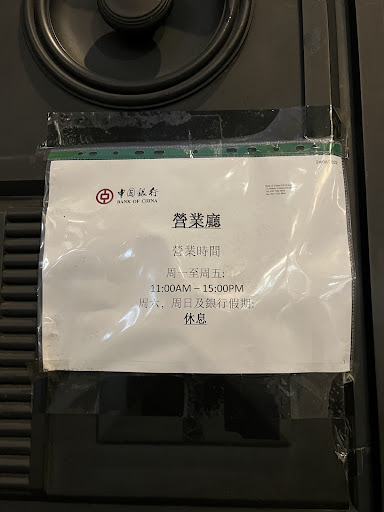 中国银行
BANK OF CHINA
營業廳
營業時間
周一至周五:
11:00AM – 15:00PM
周六, 周日及銀行假期:
休息